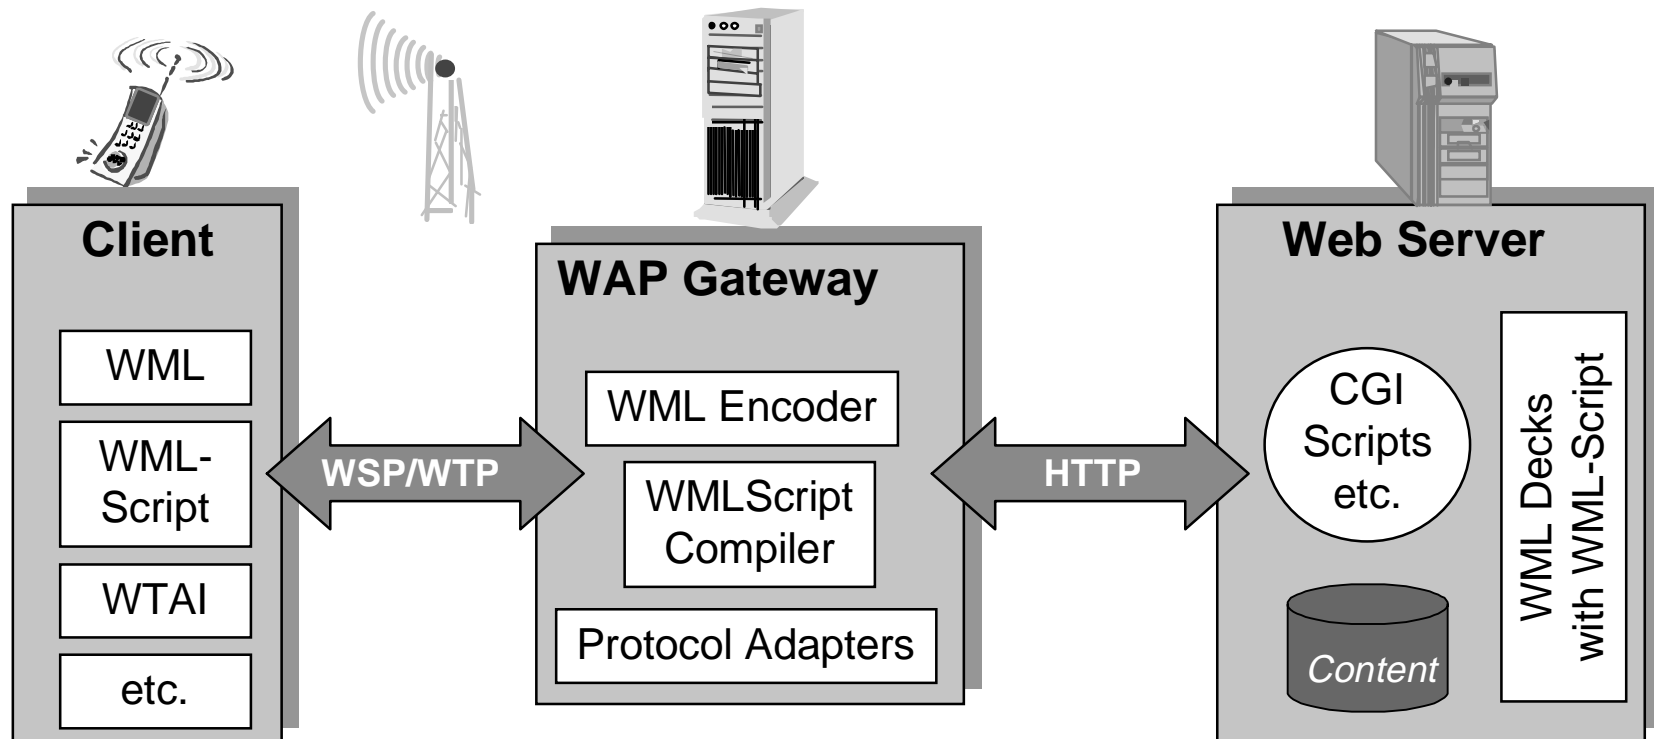 Client
WML
WML-
Script
WTAI
etc.
WSP/WTP
WAP Gateway
WML Encoder
WMLScript
Compiler
Protocol Adapters
HTTP
Web Server
CGI
Scripts
etc.
Content
WML Decks
with WML-Script